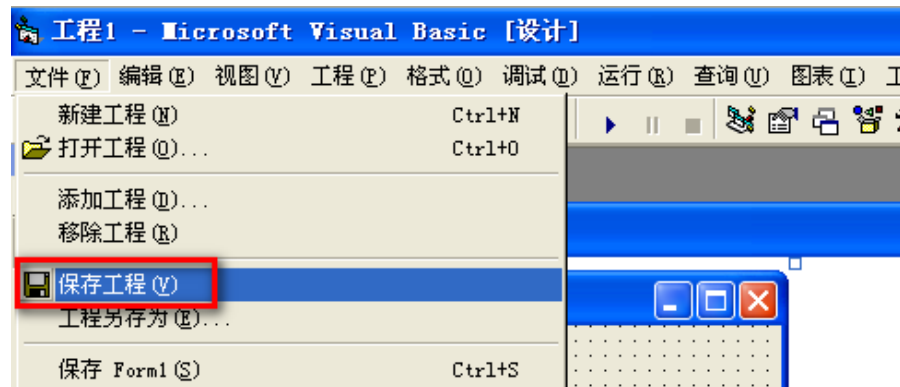 工程1 - Microsoft Visual Basic [设计]
文件(F) 编辑(E) 视图(V) 工程(P) 格式(O) 调试(D) 运行(R) 查询(U) 图表(I)
新建工程(N) Ctrl+N
打开工程(O)... Ctrl+O
添加工程(D)...
移除工程(R)
保存工程(V)
工程另存为(E)...
保存 Form1(S) Ctrl+S